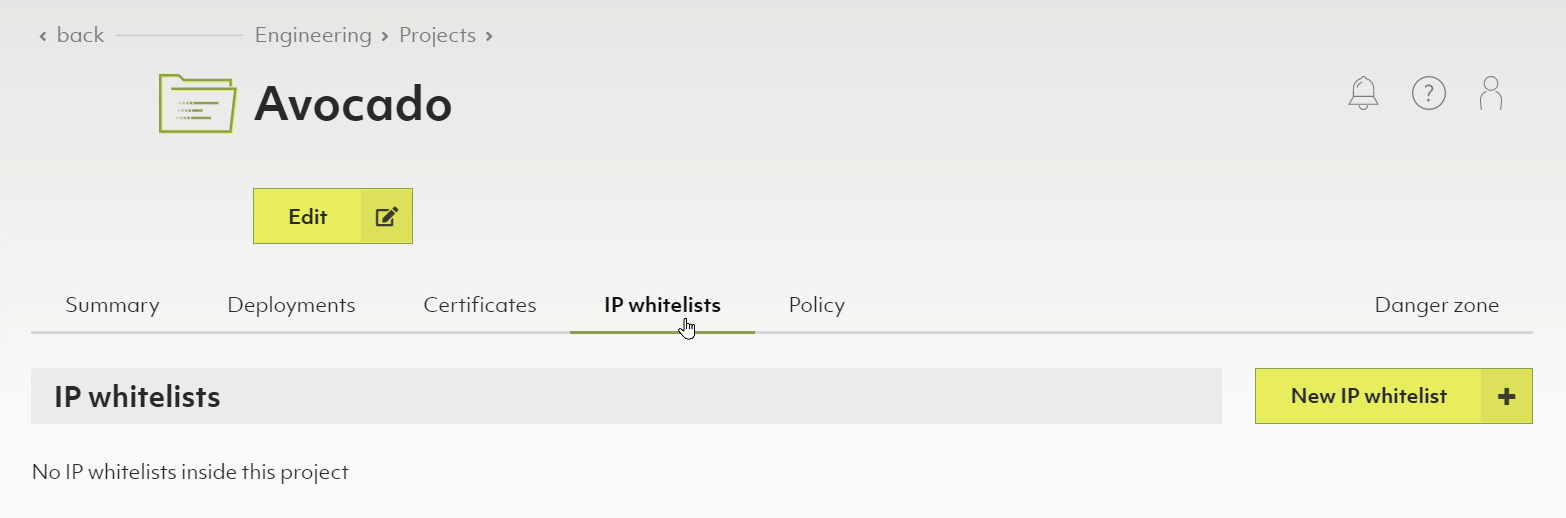 ‹ back Engineering › Projects ›
Avocado
?
Edit
Summary Deployments Certificates IP whitelists Policy Danger zone
IP whitelists New IP whitelist +
No IP whitelists inside this project